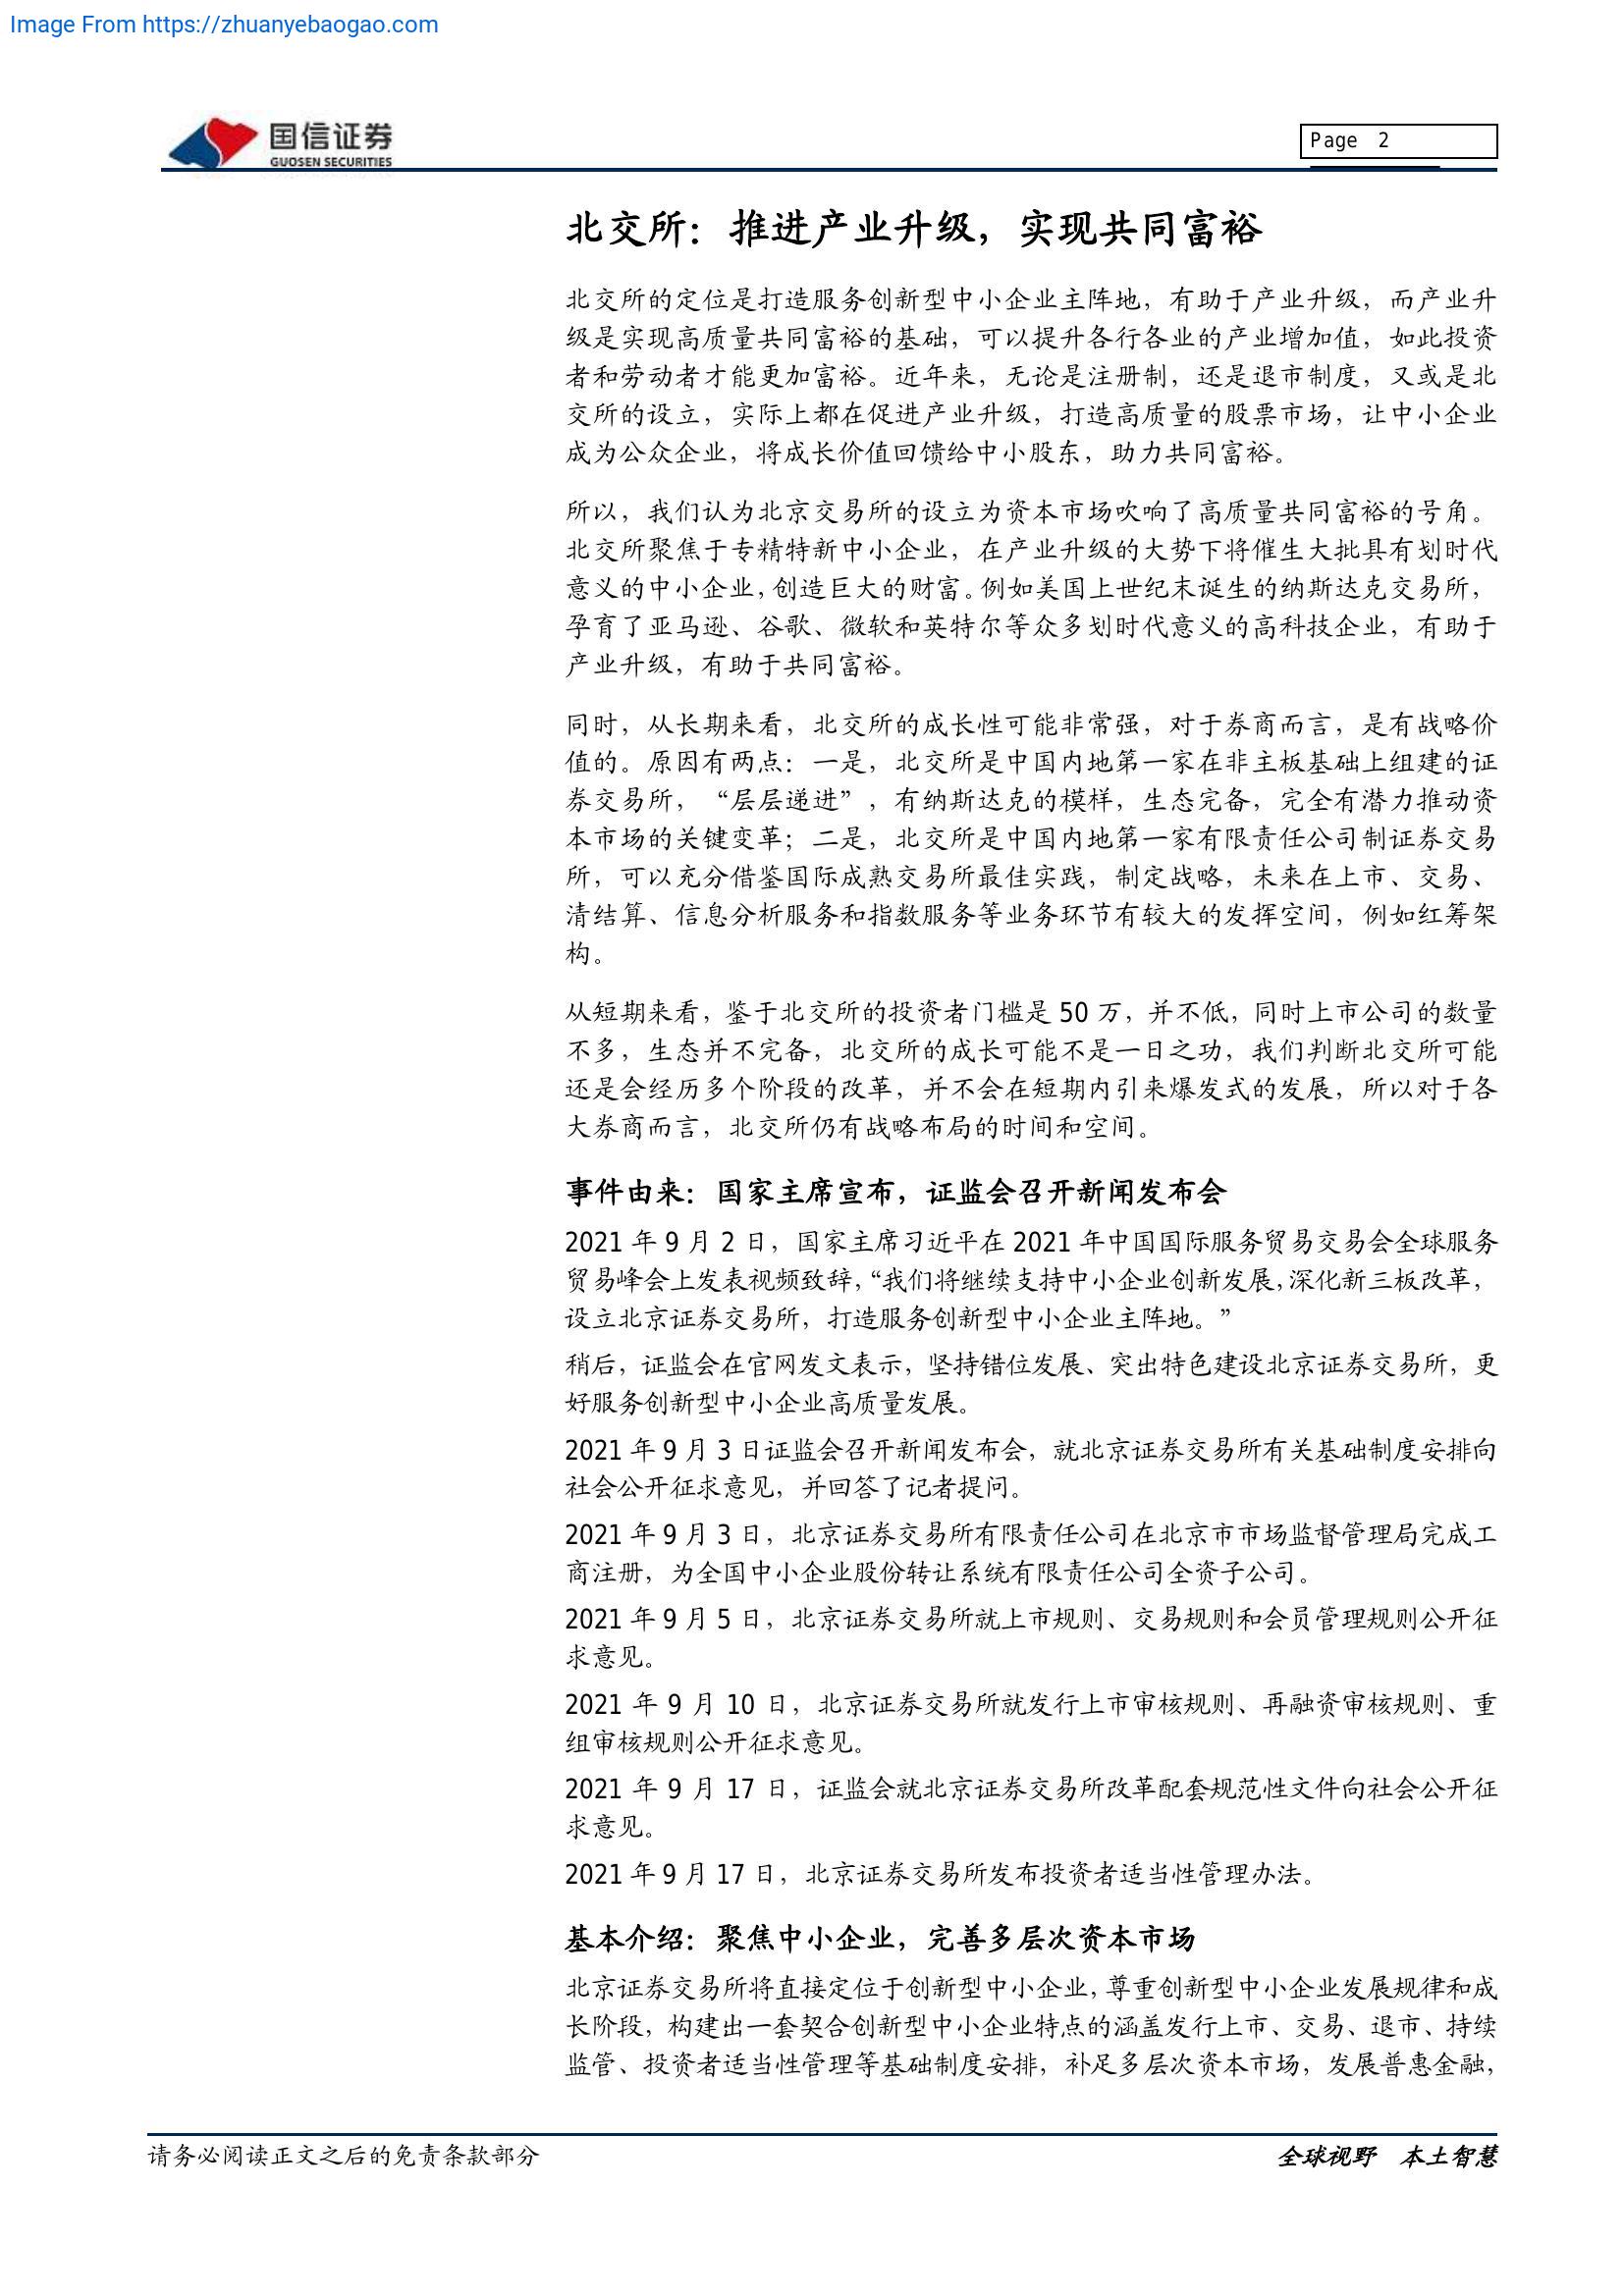 Image From https://zhuanyebaogao.com
国信证券
GUOSEN SECURITIES
Page 2
北交所：推进产业升级，实现共同富裕
北交所的定位是打造服务创新型中小企业主阵地，有助于产业升级，而产业升
级是实现高质量共同富裕的基础，可以提升各行各业的产业增加值，如此投资
者和劳动者才能更加富裕。近年来，无论是注册制，还是退市制度，又或是北
交所的设立，实际上都在促进产业升级，打造高质量的股票市场，让中小企业
成为公众企业，将成长价值回馈给中小股东，助力共同富裕。
所以，我们认为北京交易所的设立为资本市场吹响了高质量共同富裕的号角。
北交所聚焦于专精特新中小企业，在产业升级的大势下将催生大批具有划时代
意义的中小企业，创造巨大的财富。例如美国上世纪末诞生的纳斯达克交易所，
孕育了亚马逊、谷歌、微软和英特尔等众多划时代意义的高科技企业，有助于
产业升级，有助于共同富裕。
同时，从长期来看，北交所的成长性可能非常强，对于券商而言，是有战略价
值的。原因有两点：一是，北交所是中国内地第一家在非主板基础上组建的证
券交易所，“层层递进”，有纳斯达克的模样，生态完备，完全有潜力推动资
本市场的关键变革；二是，北交所是中国内地第一家有限责任公司制证券交易
所，可以充分借鉴国际成熟交易所最佳实践，制定战略，未来在上市、交易、
清结算、信息分析服务和指数服务等业务环节有较大的发挥空间，例如红筹架
构。
从短期来看，鉴于北交所的投资者门槛是 50 万，并不低，同时上市公司的数量
不多，生态并不完备，北交所的成长可能不是一日之功，我们判断北交所可能
还是会经历多个阶段的改革，并不会在短期内引来爆发式的发展，所以对于各
大券商而言，北交所仍有战略布局的时间和空间。
事件由来：国家主席宣布，证监会召开新闻发布会
2021 年 9 月 2 日，国家主席习近平在 2021 年中国国际服务贸易交易会全球服务
贸易峰会上发表视频致辞，“我们将继续支持中小企业创新发展，深化新三板改革，
设立北京证券交易所，打造服务创新型中小企业主阵地。”
稍后，证监会在官网发文表示，坚持错位发展、突出特色建设北京证券交易所，更
好服务创新型中小企业高质量发展。
2021 年 9 月 3 日证监会召开新闻发布会，就北京证券交易所有关基础制度安排向
社会公开征求意见，并回答了记者提问。
2021 年 9 月 3 日，北京证券交易所有限责任公司在北京市市场监督管理局完成工
商注册，为全国中小企业股份转让系统有限责任公司全资子公司。
2021 年 9 月 5 日，北京证券交易所就上市规则、交易规则和会员管理规则公开征
求意见。
2021 年 9 月 10 日，北京证券交易所就发行上市审核规则、再融资审核规则、重
组审核规则公开征求意见。
2021 年 9 月 17 日，证监会就北京证券交易所改革配套规范性文件向社会公开征
求意见。
2021 年 9 月 17 日，北京证券交易所发布投资者适当性管理办法。
基本介绍：聚焦中小企业，完善多层次资本市场
北京证券交易所将直接定位于创新型中小企业，尊重创新型中小企业发展规律和成
长阶段，构建出一套契合创新型中小企业特点的涵盖发行上市、交易、退市、持续
监管、投资者适当性管理等基础制度安排，补足多层次资本市场，发展普惠金融，
请务必阅读正文之后的免责条款部分
全球视野 本土智慧